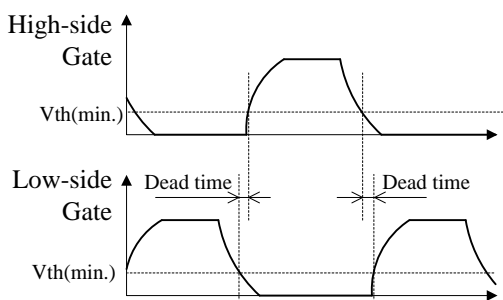 High-side
Gate
Vth(min.)
Low-side
Gate
Dead time
Dead time
Vth(min.)